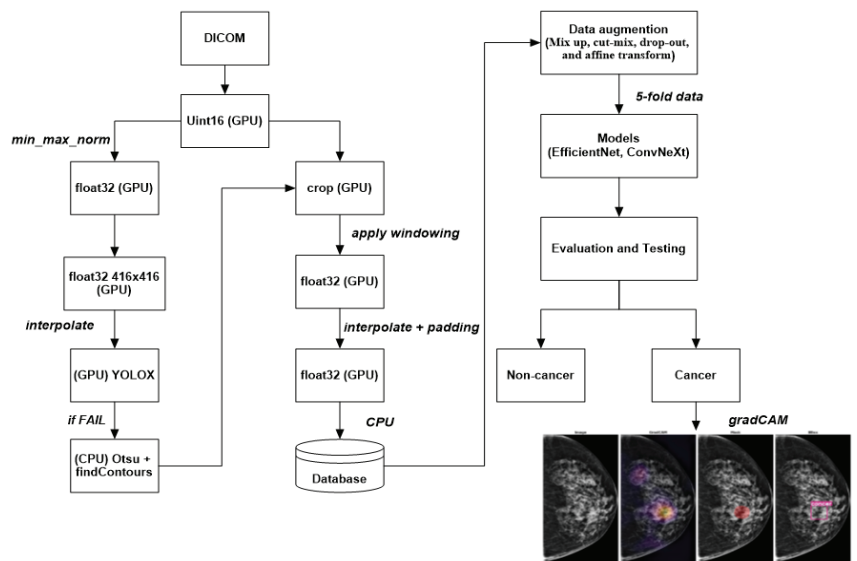 DICOM
Uint16 (GPU)
min_max_norm
float32 (GPU)
float32 416x416
(GPU)
interpolate
(GPU) YOLOX
if FAIL
(CPU) Otsu +
findContours
crop (GPU)
apply windowing
float32 (GPU)
interpolate + padding
float32 (GPU)
CPU
Database
Data augmention
(Mix up, cut-mix, drop-out,
and affine transform)
5-fold data
Models
(EfficientNet, ConvNeXt)
Evaluation and Testing
Non-cancer
Cancer
gradCAM